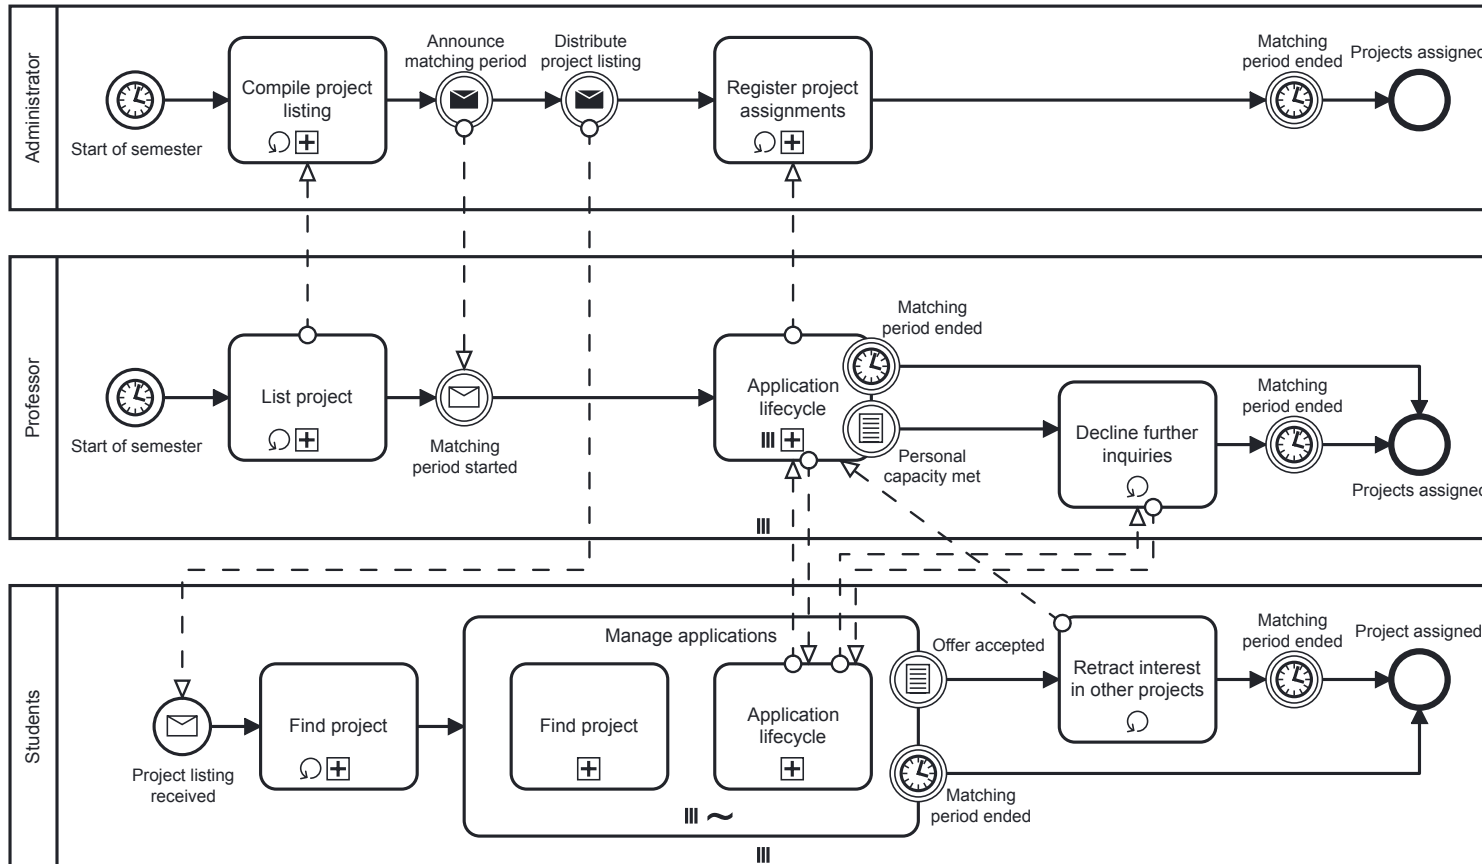 Administrator
Start of semester
Compile project
listing
Announce
matching period
Distribute
project listing
Register project
assignments
Matching
period ended
Projects assigned
Professor
Start of semester
List project
Matching
period started
Application
lifecycle
Matching
period ended
Personal
capacity met
Decline further
inquiries
Matching
period ended
Projects assigned
Students
Project listing
received
Find project
Manage applications
Find project
Application
lifecycle
Offer accepted
Matching
period ended
Retract interest
in other projects
Matching
period ended
Project assigned